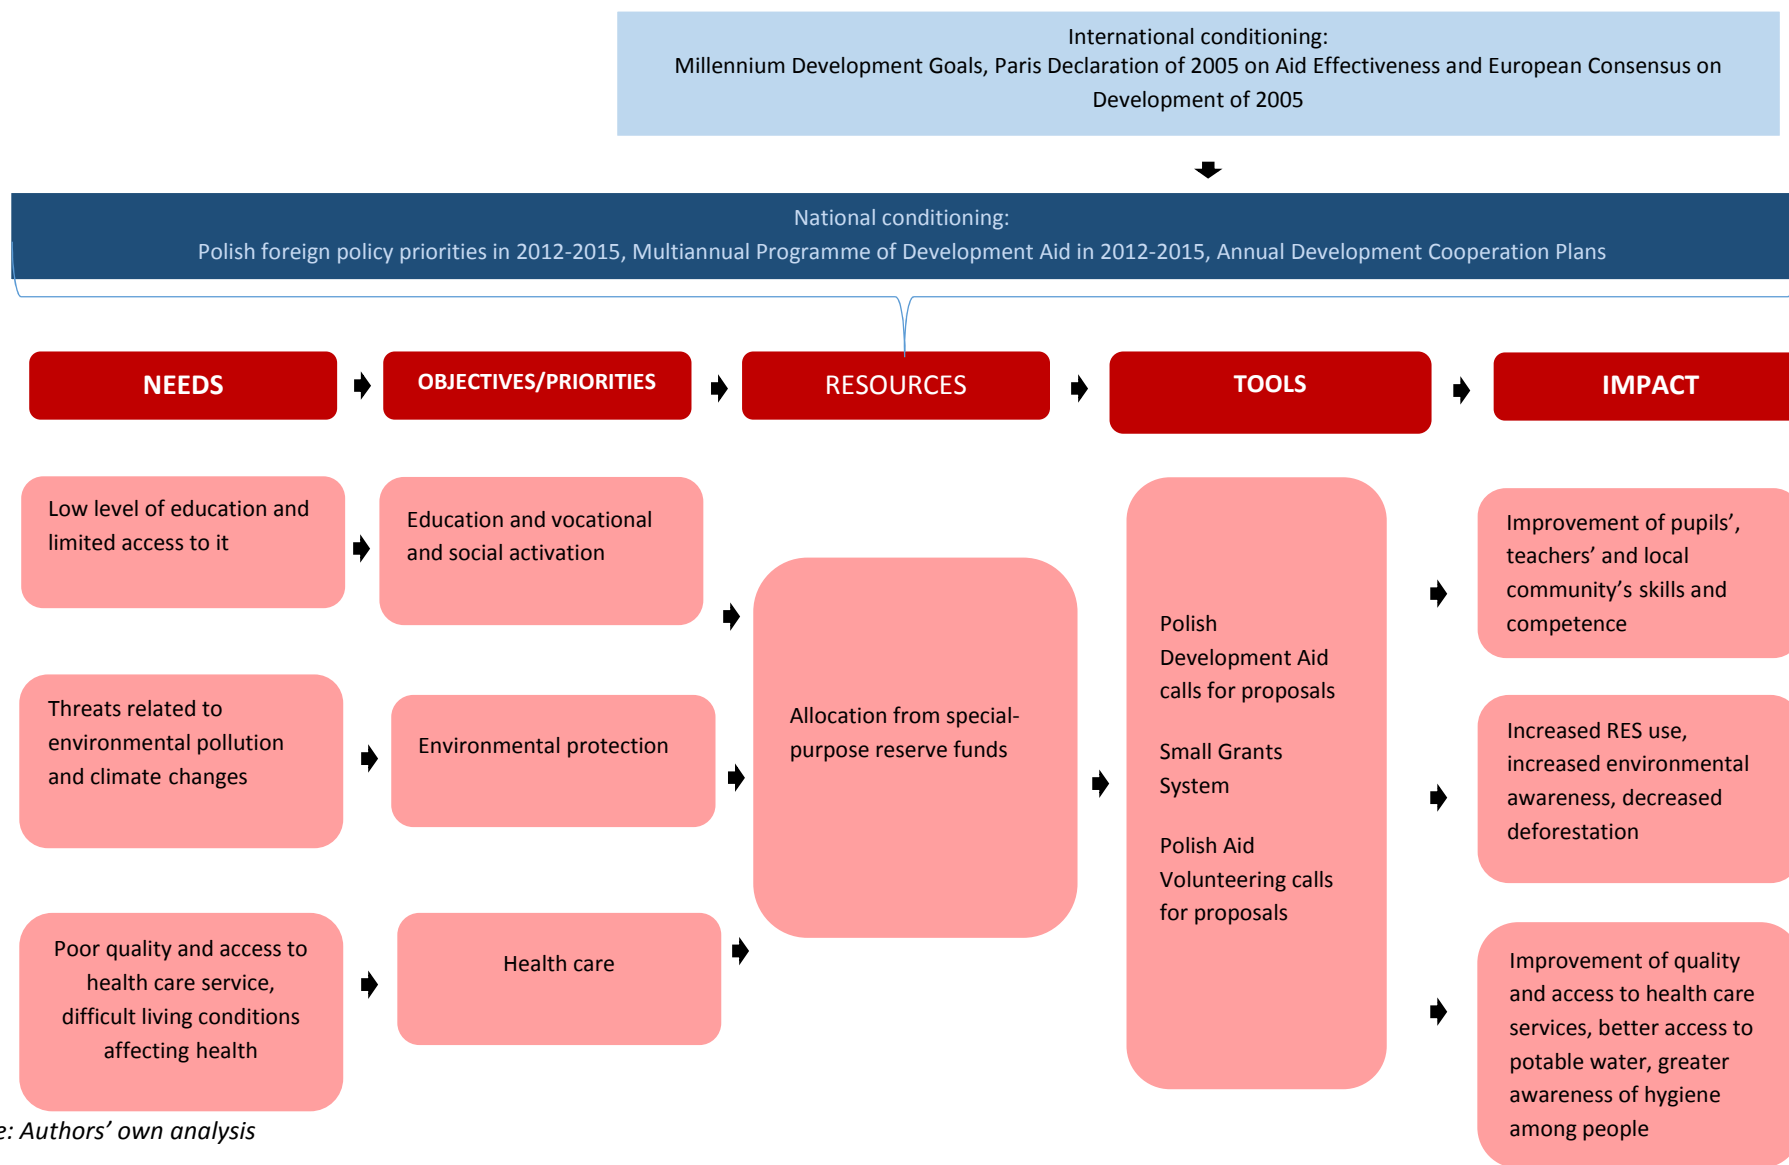 International conditioning:
Millennium Development Goals, Paris Declaration of 2005 on Aid Effectiveness and European Consensus on
Development of 2005
National conditioning:
Polish foreign policy priorities in 2012-2015, Multiannual Programme of Development Aid in 2012-2015, Annual Development Cooperation Plans
NEEDS
OBJECTIVES/PRIORITIES
RESOURCES
TOOLS
IMPACT
Low level of education and
limited access to it
Education and vocational
and social activation
Threats related to
environmental pollution
and climate changes
Environmental protection
Poor quality and access to
health care service,
difficult living conditions
affecting health
Health care
Allocation from special-
purpose reserve funds
Polish
Development Aid
calls for proposals
Small Grants
System
Polish Aid
Volunteering calls
for proposals
Improvement of pupils’,
teachers’ and local
community’s skills and
competence
Increased RES use,
increased environmental
awareness, decreased
deforestation
Improvement of quality
and access to health care
services, better access to
potable water, greater
awareness of hygiene
among people
e: Authors’ own analysis